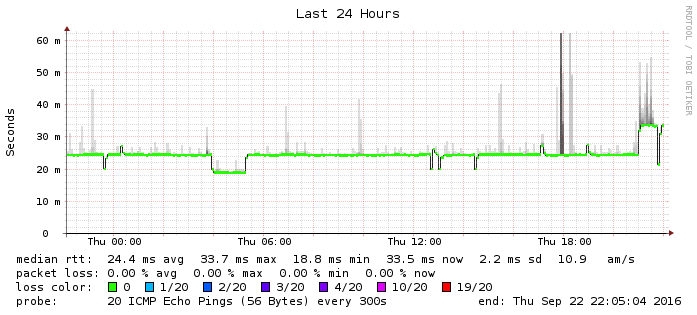 Last 24 Hours
RRDTOOL / TOBI OETIKER
Seconds
60 m
50 m
40 m
30 m
20 m
10 m
0
Thu 00:00 Thu 06:00 Thu 12:00 Thu 18:00
median rtt: 24.4 ms avg 33.7 ms max 18.8 ms min 33.5 ms now 2.2 ms sd 10.9 am/s
packet loss: 0.00 % avg 0.00 % max 0.00 % min 0.00 % now
loss color: 0 1/20 2/20 3/20 4/20 10/20 19/20
probe: 20 ICMP Echo Pings (56 Bytes) every 300s end: Thu Sep 22 22:05:04 2016